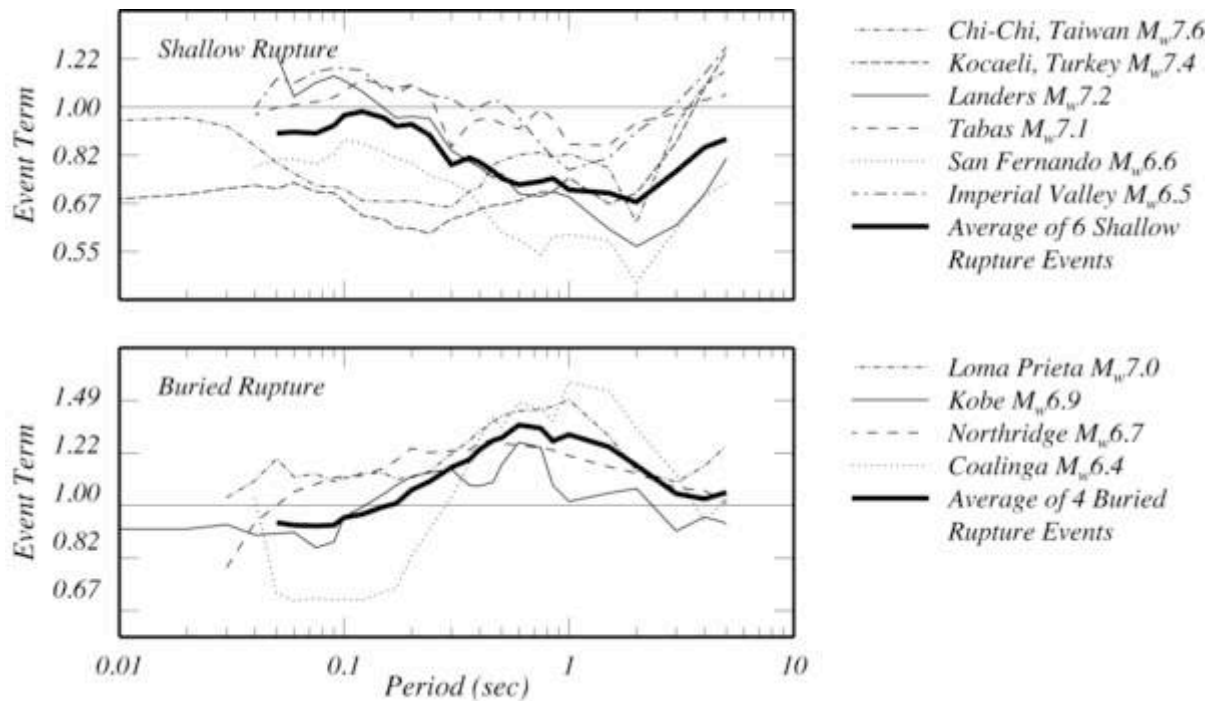 Shallow Rupture
Event Term
1.22
1.00
0.82
0.67
0.55
Chi-Chi, Taiwan Mw7.6
Kocaeli, Turkey Mw7.4
Landers Mw7.2
Tabas Mw7.1
San Fernando Mw6.6
Imperial Valley Mw6.5
Average of 6 Shallow
Rupture Events
Buried Rupture
Event Term
1.49
1.22
1.00
0.82
0.67
0.01
0.1
1
10
Period (sec)
Loma Prieta Mw7.0
Kobe Mw6.9
Northridge Mw6.7
Coalinga Mw6.4
Average of 4 Buried
Rupture Events